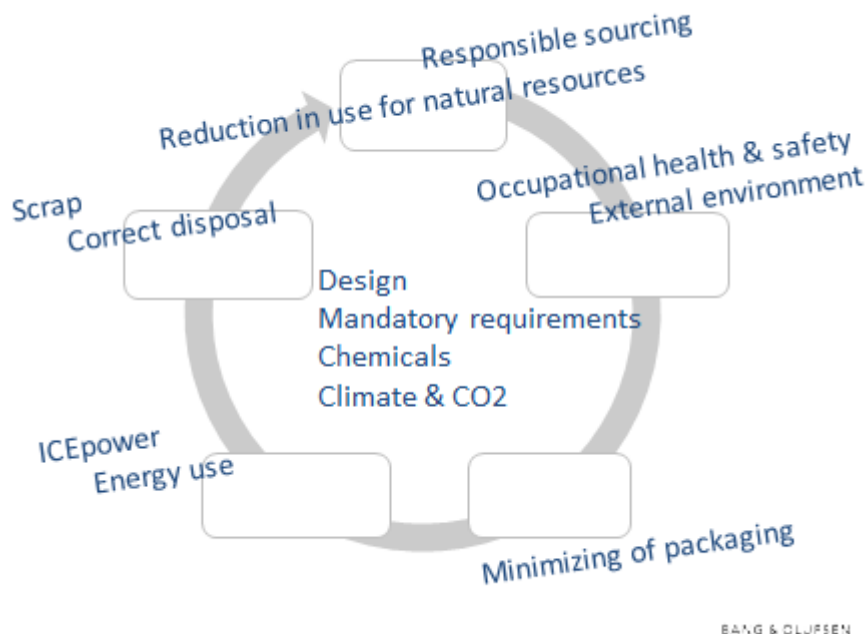 Responsible sourcing
Reduction in use for natural resources
Occupational health & safety
External environment
Scrap
Correct disposal
Design
Mandatory requirements
Chemicals
Climate & CO2
ICEpower
Energy use
Minimizing of packaging
BANG & OLUFSEN